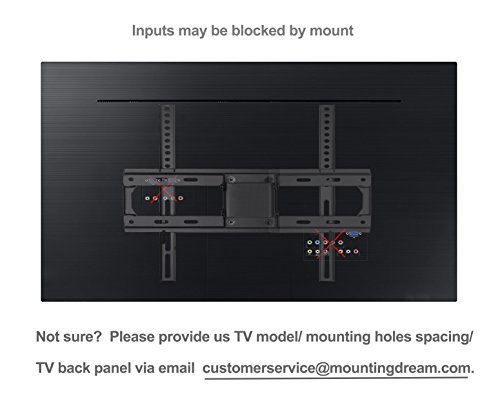 Inputs may be blocked by mount
Not sure?  Please provide us TV model/ mounting holes spacing/
TV back panel via email  customerservice@mountingdream.com.